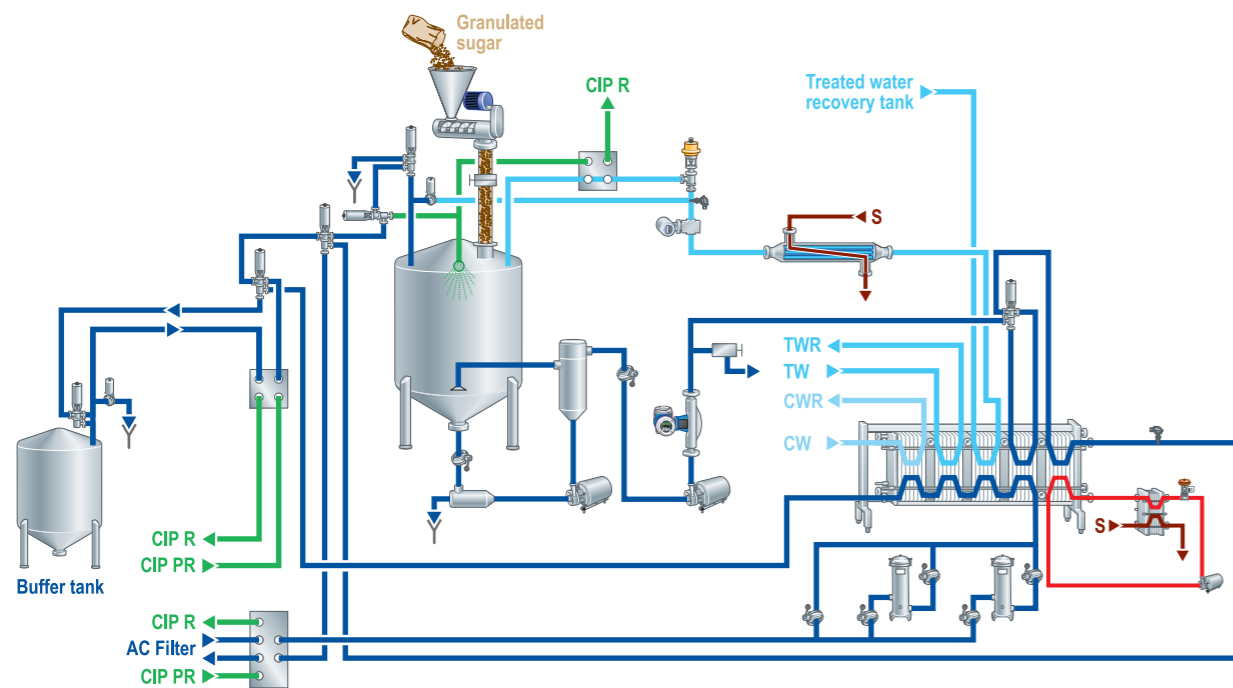 Granulated
sugar
CIP R
Treated water
recovery tank
S
TWR
TW
CWR
CW
S
CIP R
CIP PR
Buffer tank
CIP R
AC Filter
CIP PR